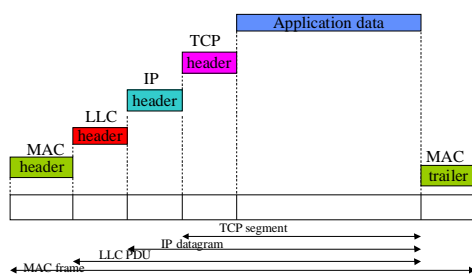 Application data
TCP
header
IP
header
LLC
header
MAC
header
MAC
trailer
TCP segment
IP datagram
LLC PDU
MAC frame